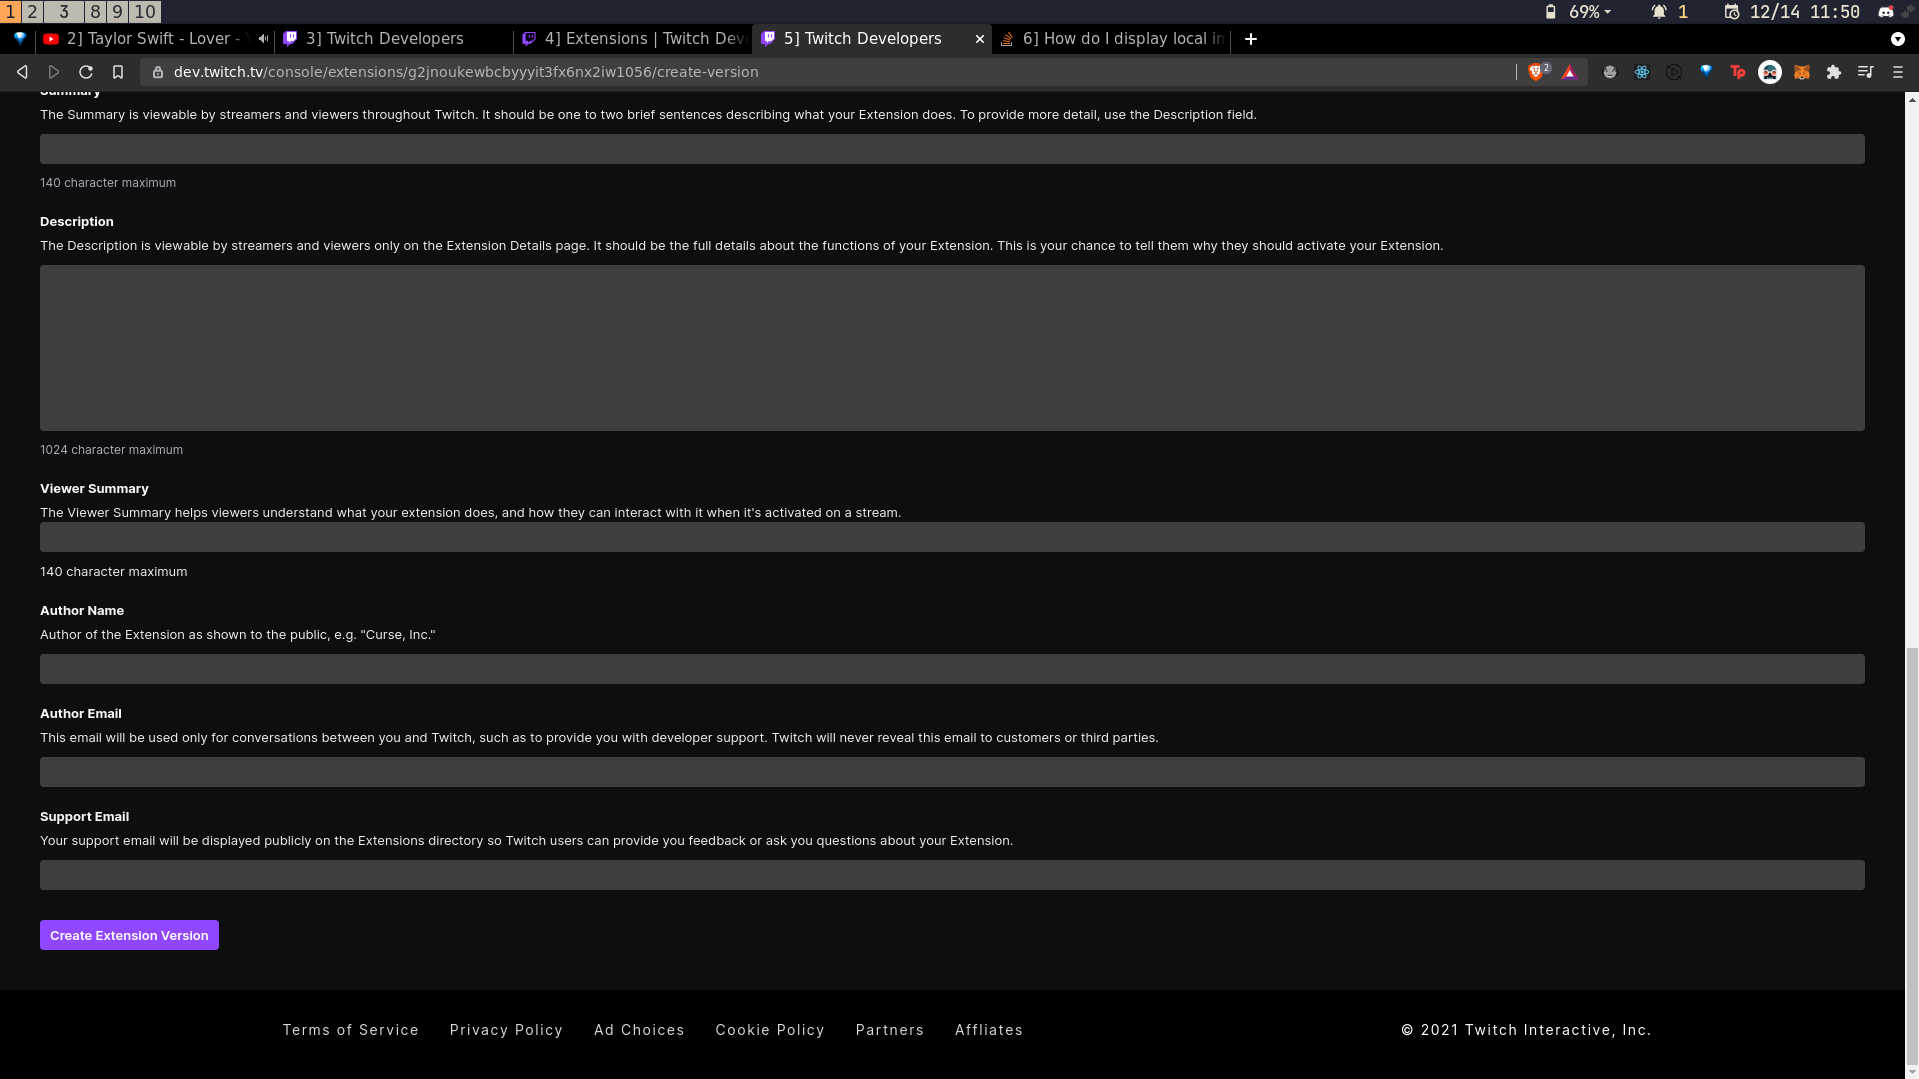 1 2 3 8 9 10 69% 1 12/14 11:50
2] Taylor Swift - Lover - 3] Twitch Developers 4] Extensions | Twitch Dev 5] Twitch Developers 6] How do I display local in
dev.twitch.tv/console/extensions/g2jnoukewbcbyyyit3fx6nx2iw1056/create-version 2 Tp
Summary
The Summary is viewable by streamers and viewers throughout Twitch. It should be one to two brief sentences describing what your Extension does. To provide more detail, use the Description field.
140 character maximum
Description
The Description is viewable by streamers and viewers only on the Extension Details page. It should be the full details about the functions of your Extension. This is your chance to tell them why they should activate your Extension.
1024 character maximum
Viewer Summary
The Viewer Summary helps viewers understand what your extension does, and how they can interact with it when it's activated on a stream.
140 character maximum
Author Name
Author of the Extension as shown to the public, e.g. "Curse, Inc."
Author Email
This email will be used only for conversations between you and Twitch, such as to provide you with developer support. Twitch will never reveal this email to customers or third parties.
Support Email
Your support email will be displayed publicly on the Extensions directory so Twitch users can provide you feedback or ask you questions about your Extension.
Create Extension Version
Terms of Service Privacy Policy Ad Choices Cookie Policy Partners Affliates © 2021 Twitch Interactive, Inc.